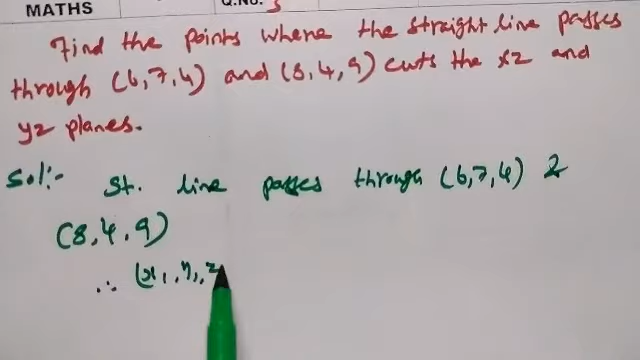 MATHS
Q.No. 3
Find the points where the straight line passes
through (6,7,4) and (8,4,9) cuts the xz and
yz planes.
Sol:- St. line passes through (6,7,4) &
(8,4,9)
∴ (x₁,y₁,z